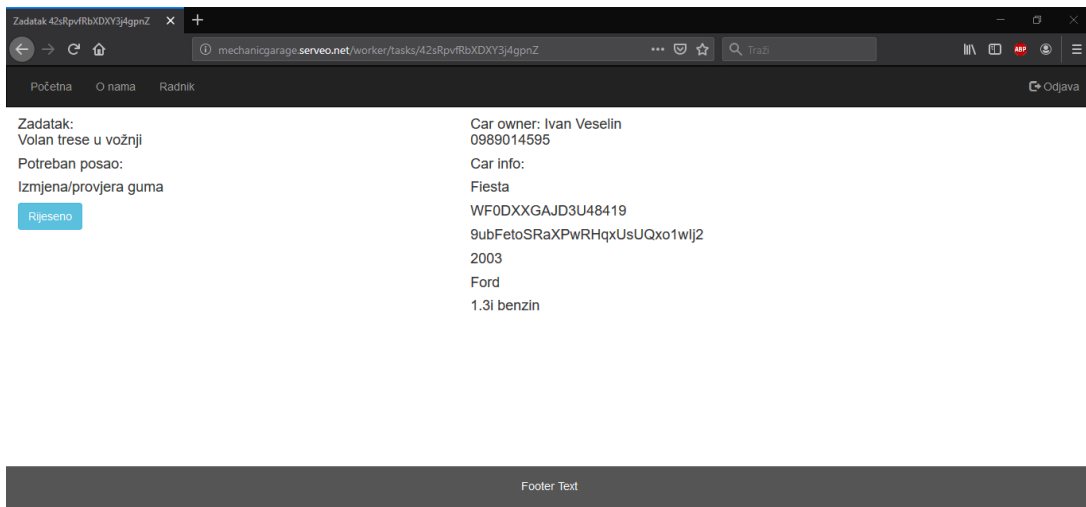 Zadatak 42sRpvfRbXDXY3j4gpnZ
mechanicgarage.serveo.net/worker/tasks/42sRpvfRbXDXY3j4gpnZ
Traži
ABP
Početna O nama Radnik Odjava
Zadatak:
Volan trese u vožnji
Potreban posao:
Izmjena/provjera guma
Rijeseno
Car owner: Ivan Veselin
0989014595
Car info:
Fiesta
WF0DXXGAJD3U48419
9ubFetoSRaXPwRHqxUsUQxo1wIj2
2003
Ford
1.3i benzin
Footer Text